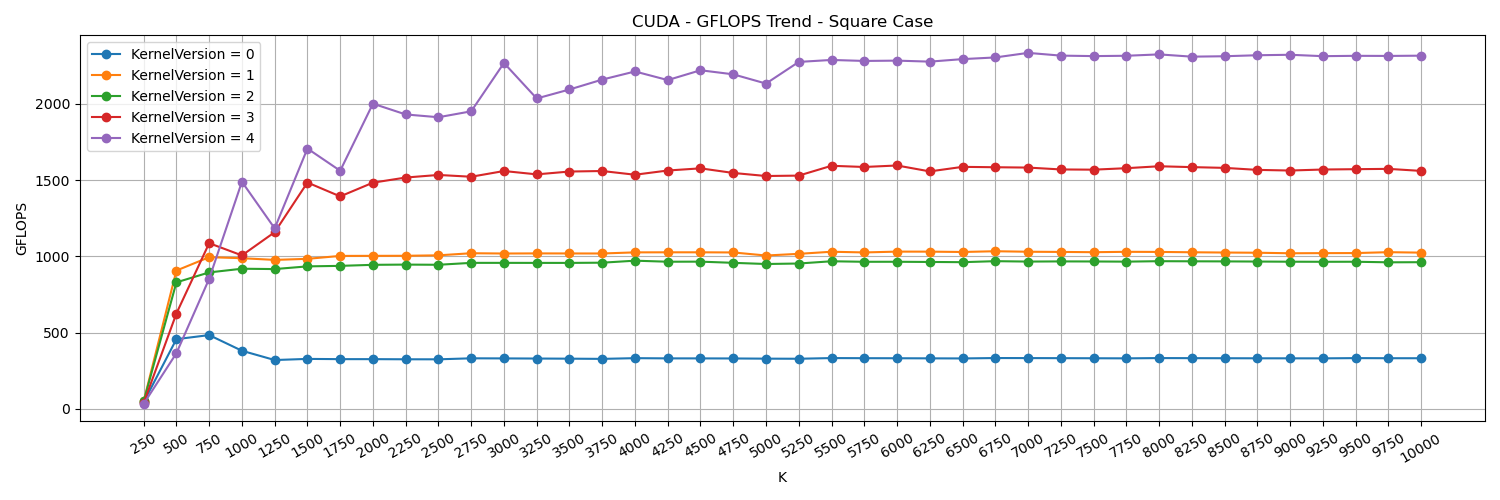 CUDA - GFLOPS Trend - Square Case
KernelVersion = 0
KernelVersion = 1
KernelVersion = 2
KernelVersion = 3
KernelVersion = 4
GFLOPS
2000
1500
1000
500
0
250 500 750 1000 1250 1500 1750 2000 2250 2500 2750 3000 3250 3500 3750 4000 4250 4500 4750 5000 5250 5500 5750 6000 6250 6500 6750 7000 7250 7500 7750 8000 8250 8500 8750 9000 9250 9500 9750 10000
K